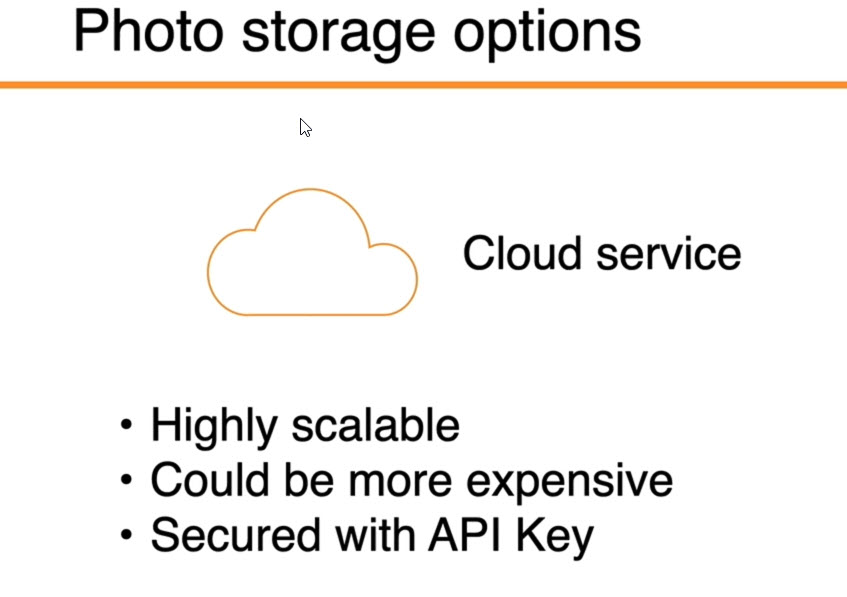 Photo storage options
Cloud service
• Highly scalable
• Could be more expensive
• Secured with API Key